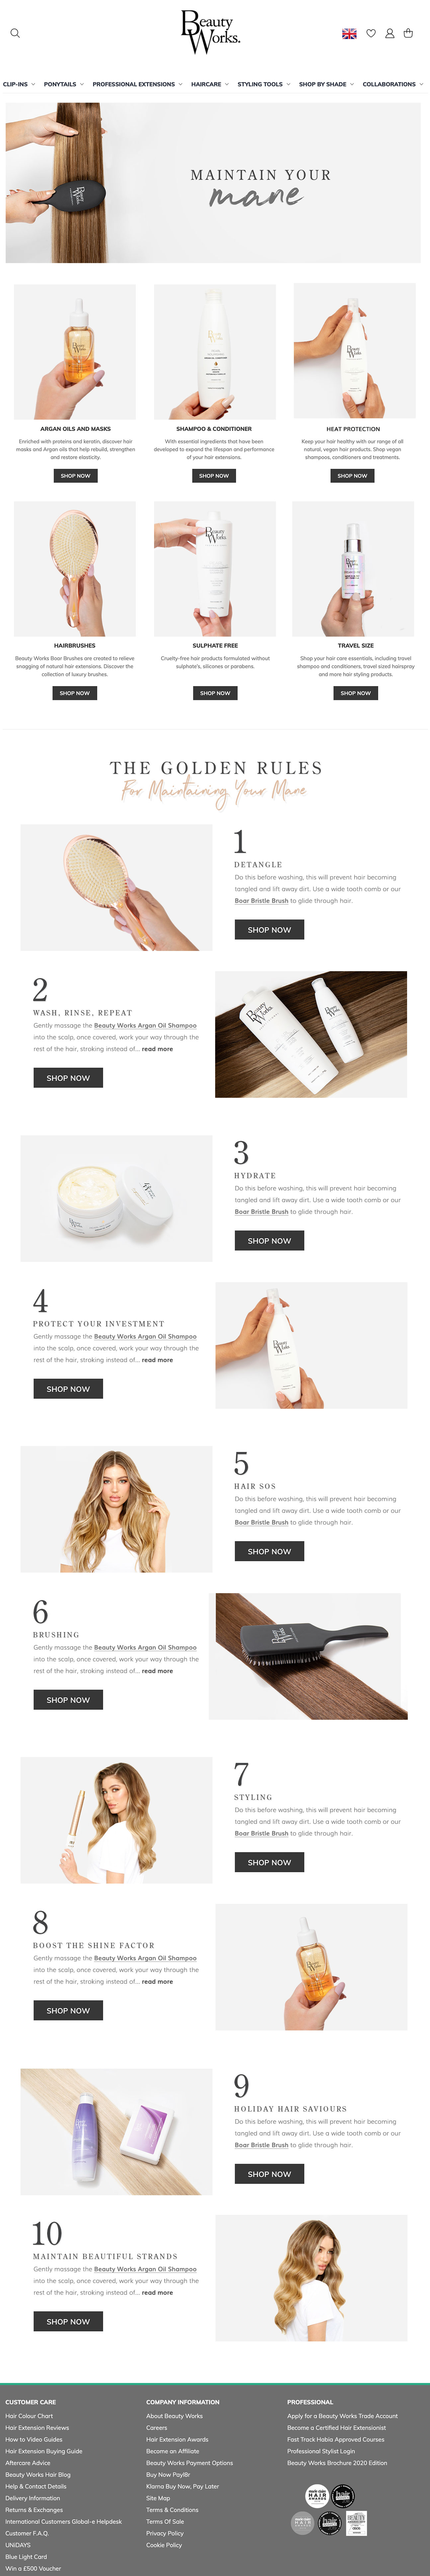 Beauty
Works.
CLIP-INS
PONYTAILS
PROFESSIONAL EXTENSIONS
HAIRCARE
STYLING TOOLS
SHOP BY SHADE
COLLABORATIONS
MAINTAIN YOUR
mane
ARGAN OILS AND MASKS
Enriched with proteins and keratin, discover hair
masks and Argan oils that help rebuild, strengthen
and restore elasticity.
SHOP NOW
SHAMPOO & CONDITIONER
With essential ingredients that have been
developed to expand the lifespan and performance
of your hair extensions.
SHOP NOW
HEAT PROTECTION
Keep your hair healthy with our range of all
natural, vegan hair products. Shop vegan
shampoos, conditioners and treatments.
SHOP NOW
HAIRBRUSHES
Beauty Works Boar Brushes are created to relieve
snagging of natural hair extensions. Discover the
collection of luxury brushes.
SHOP NOW
SULPHATE FREE
Cruelty-free hair products formulated without
sulphate's, silicones or parabens.
SHOP NOW
TRAVEL SIZE
Shop your hair care essentials, including travel
shampoo and conditioners, travel sized hairspray
and more hair styling products.
SHOP NOW
THE GOLDEN RULES
For Maintaining Your Mane
1
DETANGLE
Do this before washing, this will prevent hair becoming
tangled and lift away dirt. Use a wide tooth comb or our
Boar Bristle Brush to glide through hair.
SHOP NOW
2
WASH, RINSE, REPEAT
Gently massage the Beauty Works Argan Oil Shampoo
into the scalp, once covered, work your way through the
rest of the hair, stroking instead of... read more
SHOP NOW
3
HYDRATE
Do this before washing, this will prevent hair becoming
tangled and lift away dirt. Use a wide tooth comb or our
Boar Bristle Brush to glide through hair.
SHOP NOW
4
PROTECT YOUR INVESTMENT
Gently massage the Beauty Works Argan Oil Shampoo
into the scalp, once covered, work your way through the
rest of the hair, stroking instead of... read more
SHOP NOW
5
HAIR SOS
Do this before washing, this will prevent hair becoming
tangled and lift away dirt. Use a wide tooth comb or our
Boar Bristle Brush to glide through hair.
SHOP NOW
6
BRUSHING
Gently massage the Beauty Works Argan Oil Shampoo
into the scalp, once covered, work your way through the
rest of the hair, stroking instead of... read more
SHOP NOW
7
STYLING
Do this before washing, this will prevent hair becoming
tangled and lift away dirt. Use a wide tooth comb or our
Boar Bristle Brush to glide through hair.
SHOP NOW
8
BOOST THE SHINE FACTOR
Gently massage the Beauty Works Argan Oil Shampoo
into the scalp, once covered, work your way through the
rest of the hair, stroking instead of... read more
SHOP NOW
9
HOLIDAY HAIR SAVIOURS
Do this before washing, this will prevent hair becoming
tangled and lift away dirt. Use a wide tooth comb or our
Boar Bristle Brush to glide through hair.
SHOP NOW
10
MAINTAIN BEAUTIFUL STRANDS
Gently massage the Beauty Works Argan Oil Shampoo
into the scalp, once covered, work your way through the
rest of the hair, stroking instead of... read more
SHOP NOW
CUSTOMER CARE
Hair Colour Chart
Hair Extension Reviews
How to Video Guides
Hair Extension Buying Guide
Aftercare Advice
Beauty Works Hair Blog
Help & Contact Details
Delivery Information
Returns & Exchanges
International Customers Global-e Helpdesk
Customer F.A.Q.
UNiDAYS
Blue Light Card
Win a £500 Voucher
COMPANY INFORMATION
About Beauty Works
Careers
Hair Extension Awards
Become an Affiliate
Beauty Works Payment Options
Buy Now Payl8r
Klarna Buy Now, Pay Later
Site Map
Terms & Conditions
Terms Of Sale
Privacy Policy
Cookie Policy
PROFESSIONAL
Apply for a Beauty Works Trade Account
Become a Certified Hair Extensionist
Fast Track Habia Approved Courses
Professional Stylist Login
Beauty Works Brochure 2020 Edition